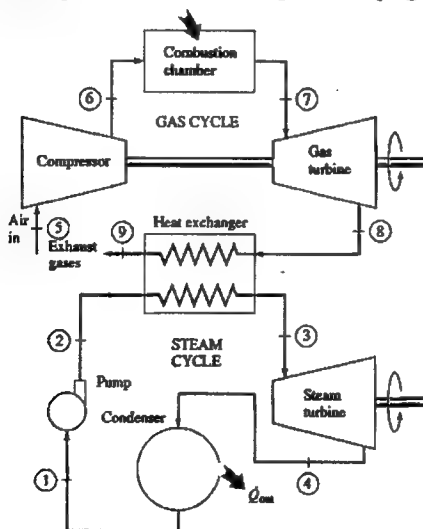 Combustion
chamber
6
7
GAS CYCLE
Compressor
Gas
turbine
Air
in
5
Exhaust
gases
9
Heat exchanger
8
2
3
STEAM
CYCLE
Pump
Condenser
Steam
turbine
1
Q̇out
4